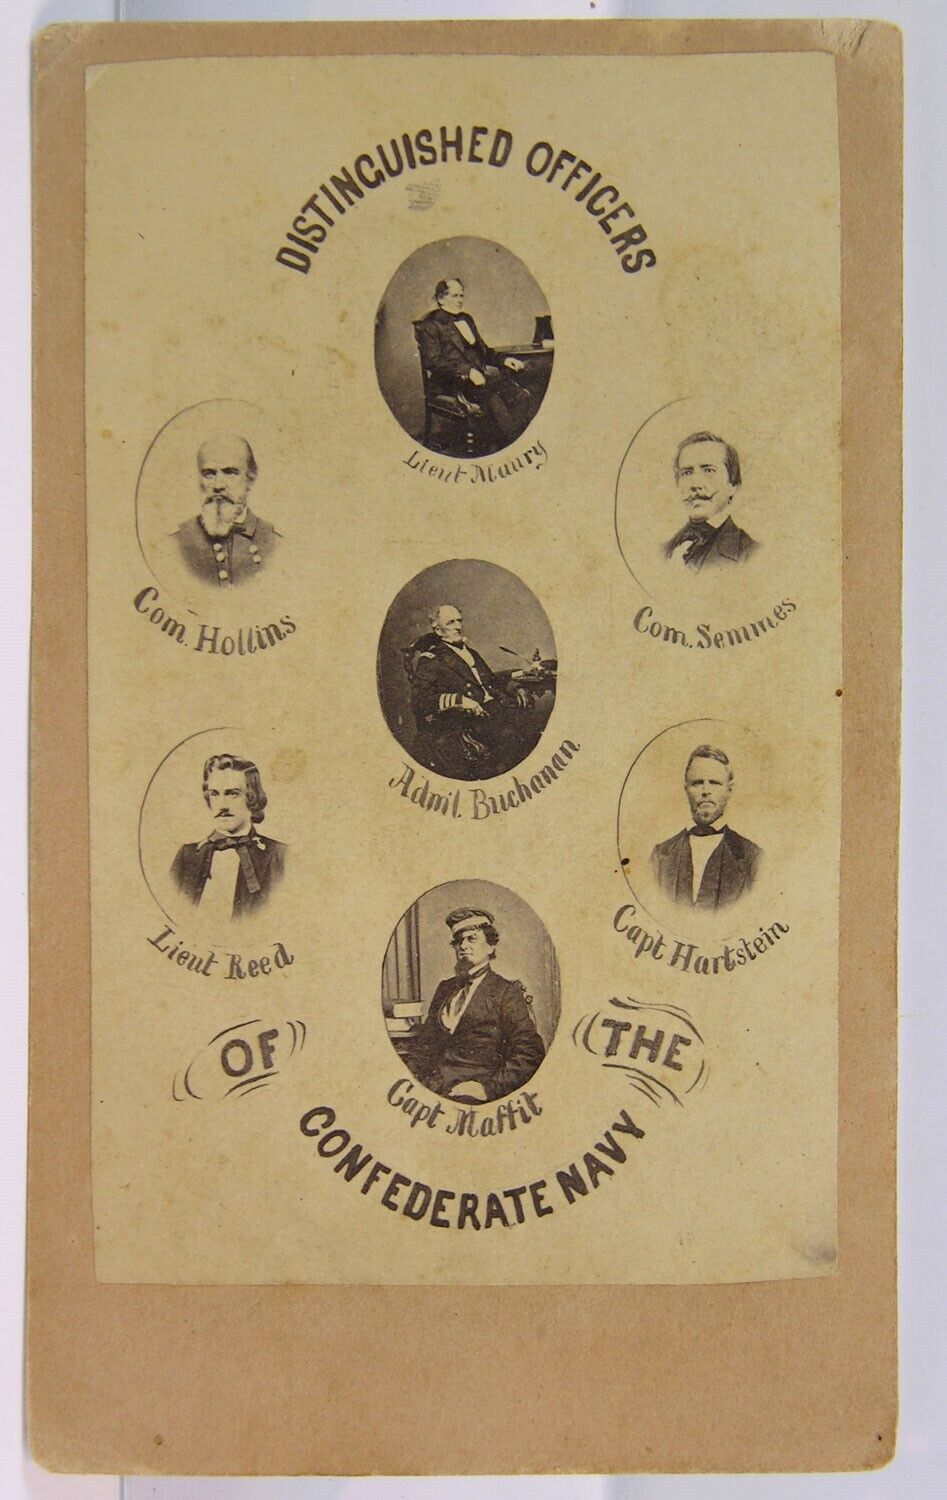 DISTINGUISHED OFFICERS
Lieut Maury
Com. Hollins
Com. Semmes
Adml. Buchanan
Lieut Reed
Capt Hartstein
Capt Maffit
OF THE
CONFEDERATE NAVY